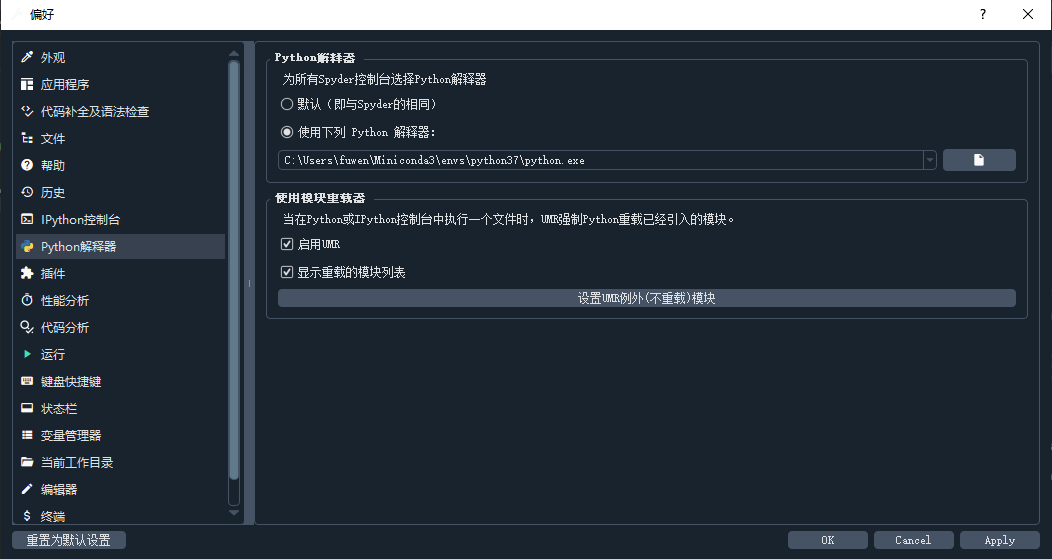 偏好
?
外观
应用程序
代码补全及语法检查
文件
帮助
历史
IPython控制台
Python解释器
插件
性能分析
代码分析
运行
键盘快捷键
状态栏
变量管理器
当前工作目录
编辑器
终端
重置为默认设置
Python解释器
为所有Spyder控制台选择Python解释器
默认（即与Spyder的相同）
使用下列 Python 解释器：
C:\Users\fuwen\Miniconda3\envs\python37\python.exe
使用模块重载器
当在Python或IPython控制台中执行一个文件时，UMR强制Python重载已经引入的模块。
启用UMR
显示重载的模块列表
设置UMR例外(不重载)模块
OK
Cancel
Apply